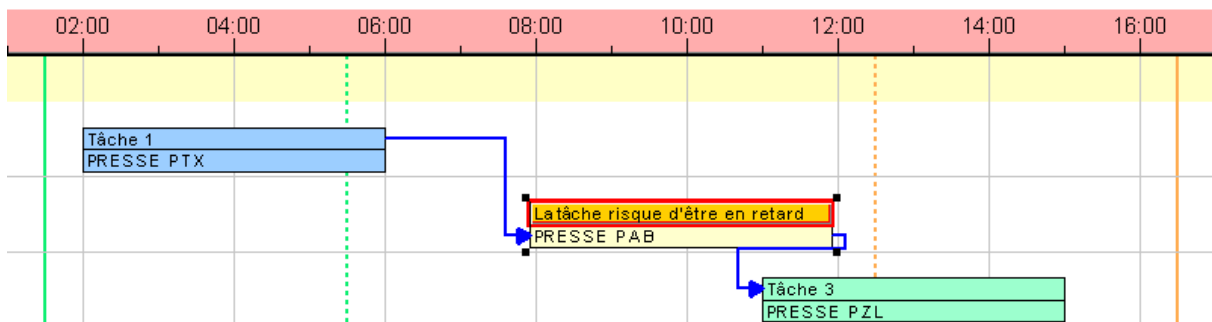 02:00 04:00 06:00 08:00 10:00 12:00 14:00 16:00
Tâche 1
PRESSE PTX
La tâche risque d'être en retard
PRESSE PAB
Tâche 3
PRESSE PZL